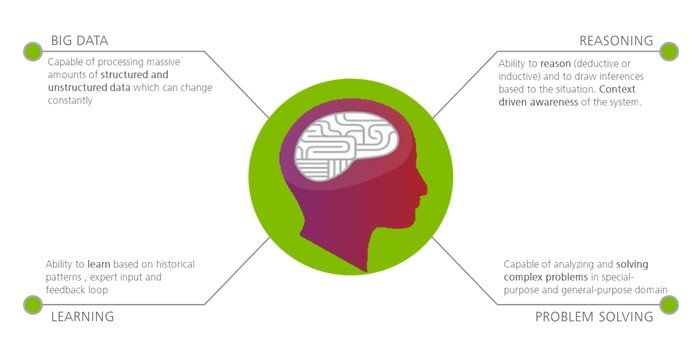 BIG DATA
Capable of processing massive
amounts of structured and
unstructured data which can change
constantly
REASONING
Ability to reason (deductive or
inductive) and to draw inferences
based to the situation. Context
driven awareness of the system.
Ability to learn based on historical
patterns , expert input and
feedback loop
LEARNING
Capable of analyzing and solving
complex problems in special-
purpose and general-purpose domain
PROBLEM SOLVING